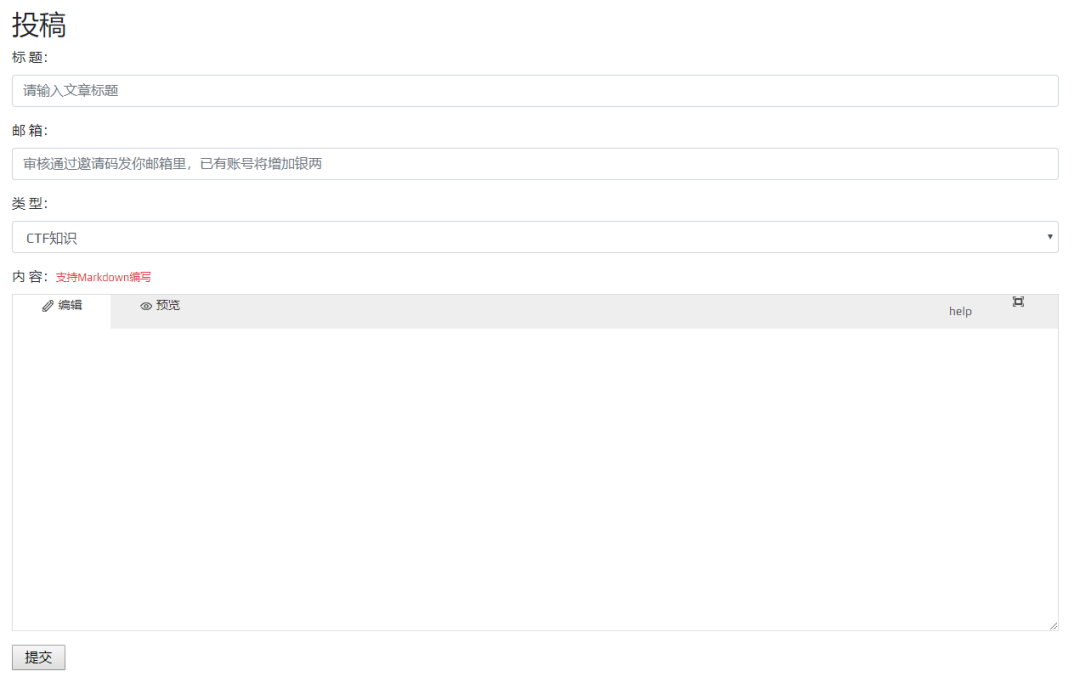 投稿
标 题:
请输入文章标题
邮 箱:
审核通过邀请码发你邮箱里，已有账号将增加银两
类 型:
CTF知识
内 容: 支持Markdown编写
编辑 预览 help
提交